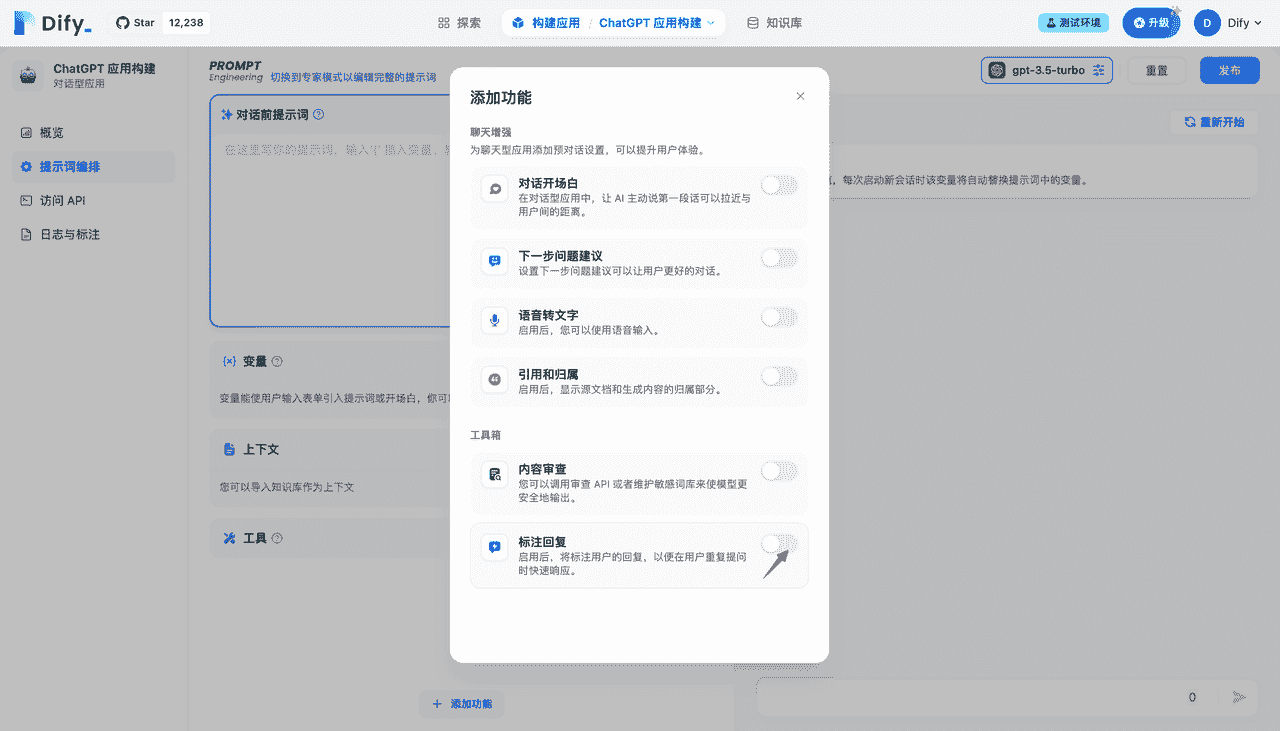 Dify_
Star 12,238
探索
构建应用 / ChatGPT 应用构建
知识库
测试环境
升级
D Dify
ChatGPT 应用构建
对话型应用
概览
提示词编排
访问 API
日志与标注
PROMPT
Engineering 切换到专家模式以编辑完整的提示词
gpt-3.5-turbo
重置
发布
对话前提示词
在这里写你的提示词，输入'{' 插入变量、
重新开始
每次启动新会话时该变量将自动替换提示词中的变量。
变量
变量能使用户输入表单引入提示词或开场白，你可
上下文
您可以导入知识库作为上下文
工具
添加功能
0
添加功能
聊天增强
为聊天型应用添加预对话设置，可以提升用户体验。
对话开场白
在对话型应用中，让 AI 主动说第一段话可以拉近与
用户间的距离。
下一步问题建议
设置下一步问题建议可以让用户更好的对话。
语音转文字
启用后，您可以使用语音输入。
引用和归属
启用后，显示源文档和生成内容的归属部分。
工具箱
内容审查
您可以调用审查 API 或者维护敏感词库来使模型更
安全地输出。
标注回复
启用后，将标注用户的回复，以便在用户重复提问
时快速响应。